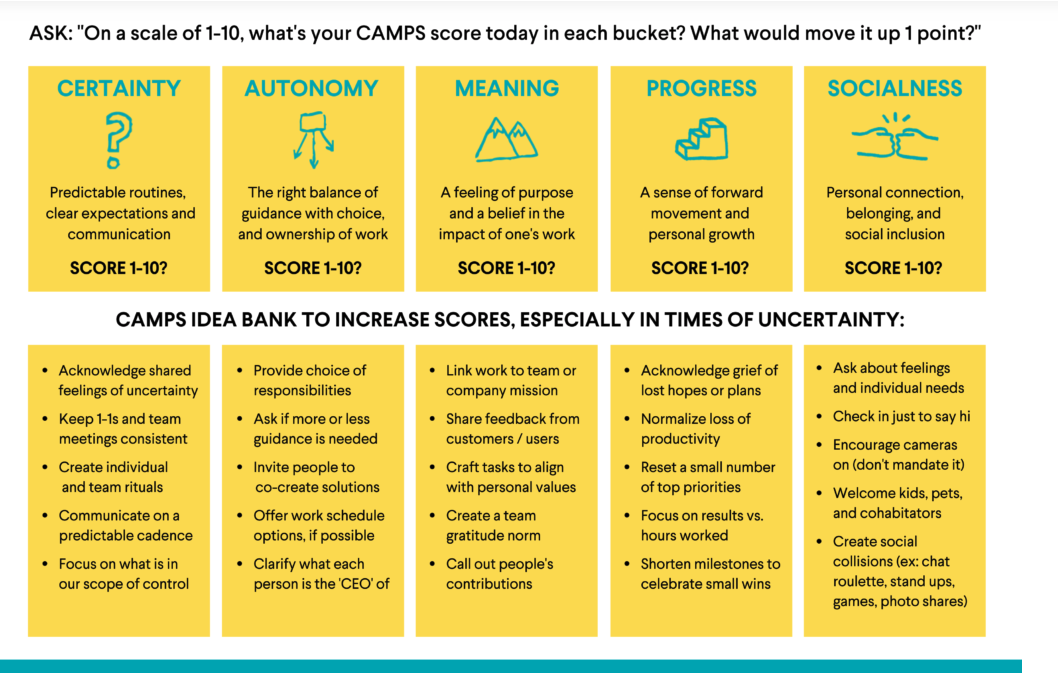 ASK: "On a scale of 1-10, what's your CAMPS score today in each bucket? What would move it up 1 point?"
CERTAINTY
Predictable routines,
clear expectations and
communication
SCORE 1-10?
AUTONOMY
The right balance of
guidance with choice,
and ownership of work
SCORE 1-10?
MEANING
A feeling of purpose
and a belief in the
impact of one's work
SCORE 1-10?
PROGRESS
A sense of forward
movement and
personal growth
SCORE 1-10?
SOCIALNESS
Personal connection,
belonging, and
social inclusion
SCORE 1-10?
CAMPS IDEA BANK TO INCREASE SCORES, ESPECIALLY IN TIMES OF UNCERTAINTY:
• Acknowledge shared
feelings of uncertainty
• Keep 1-1s and team
meetings consistent
• Create individual
and team rituals
• Communicate on a
predictable cadence
• Focus on what is in
our scope of control
• Provide choice of
responsibilities
• Ask if more or less
guidance is needed
• Invite people to
co-create solutions
• Offer work schedule
options, if possible
• Clarify what each
person is the 'CEO' of
• Link work to team or
company mission
• Share feedback from
customers / users
• Craft tasks to align
with personal values
• Create a team
gratitude norm
• Call out people's
contributions
• Acknowledge grief of
lost hopes or plans
• Normalize loss of
productivity
• Reset a small number
of top priorities
• Focus on results vs.
hours worked
• Shorten milestones to
celebrate small wins
• Ask about feelings
and individual needs
• Check in just to say hi
• Encourage cameras
on (don't mandate it)
• Welcome kids, pets,
and cohabitators
• Create social
collisions (ex: chat
roulette, stand ups,
games, photo shares)